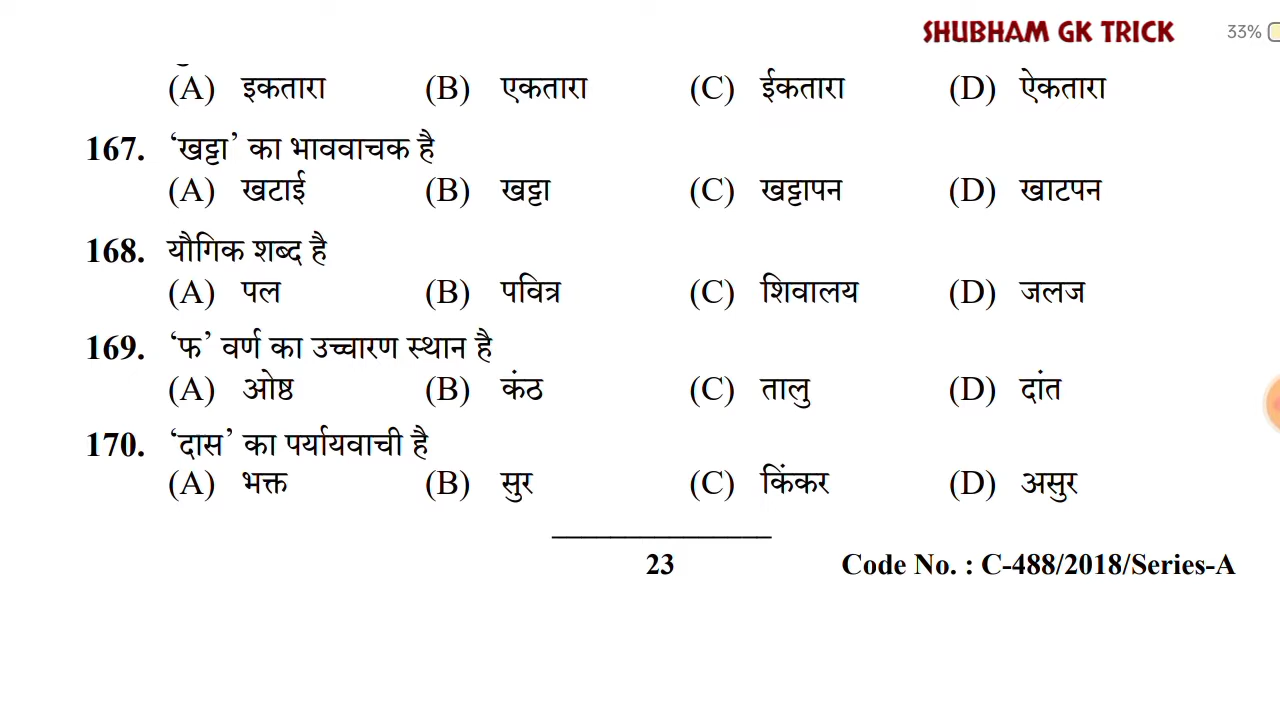 SHUBHAM GK TRICK 33%
(A) इकतारा (B) एकतारा (C) ईकतारा (D) ऐकतारा
167. ‘खट्टा’ का भाववाचक है
(A) खटाई (B) खट्टा (C) खट्टापन (D) खाटपन
168. यौगिक शब्द है
(A) पल (B) पवित्र (C) शिवालय (D) जलज
169. ‘फ’ वर्ण का उच्चारण स्थान है
(A) ओष्ठ (B) कंठ (C) तालु (D) दांत
170. ‘दास’ का पर्यायवाची है
(A) भक्त (B) सुर (C) किंकर (D) असुर
23 Code No. : C-488/2018/Series-A